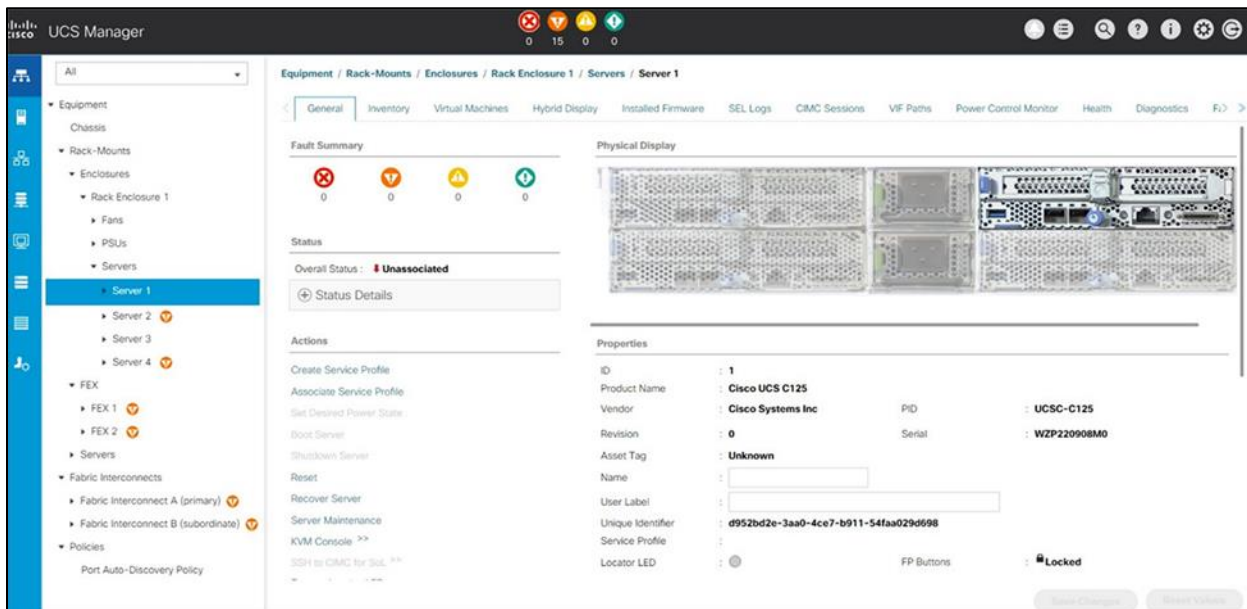 cisco UCS Manager
0 15 0 0
All
Equipment
Chassis
Rack-Mounts
Enclosures
Rack Enclosure 1
Fans
PSUs
Servers
Server 1
Server 2
Server 3
Server 4
FEX
FEX 1
FEX 2
Servers
Fabric Interconnects
Fabric Interconnect A (primary)
Fabric Interconnect B (subordinate)
Policies
Port Auto-Discovery Policy
Equipment / Rack-Mounts / Enclosures / Rack Enclosure 1 / Servers / Server 1
General Inventory Virtual Machines Hybrid Display Installed Firmware SEL Logs CIMC Sessions VIF Paths Power Control Monitor Health Diagnostics
Fault Summary
0 0 0 0
Status
Overall Status : Unassociated
Status Details
Actions
Create Service Profile
Associate Service Profile
Set Desired Power State
Boot Server
Shutdown Server
Reset
Recover Server
Server Maintenance
KVM Console >>
SSH to CIMC for SoL >>
Physical Display
Properties
ID : 1
Product Name : Cisco UCS C125
Vendor : Cisco Systems Inc PID : UCSC-C125
Revision : 0 Serial : WZP220908M0
Asset Tag : Unknown
Name :
User Label :
Unique Identifier : d952bd2e-3aa0-4ce7-b911-54faa029d698
Service Profile :
Locator LED : FP Buttons : Locked
Save Changes Reset Values